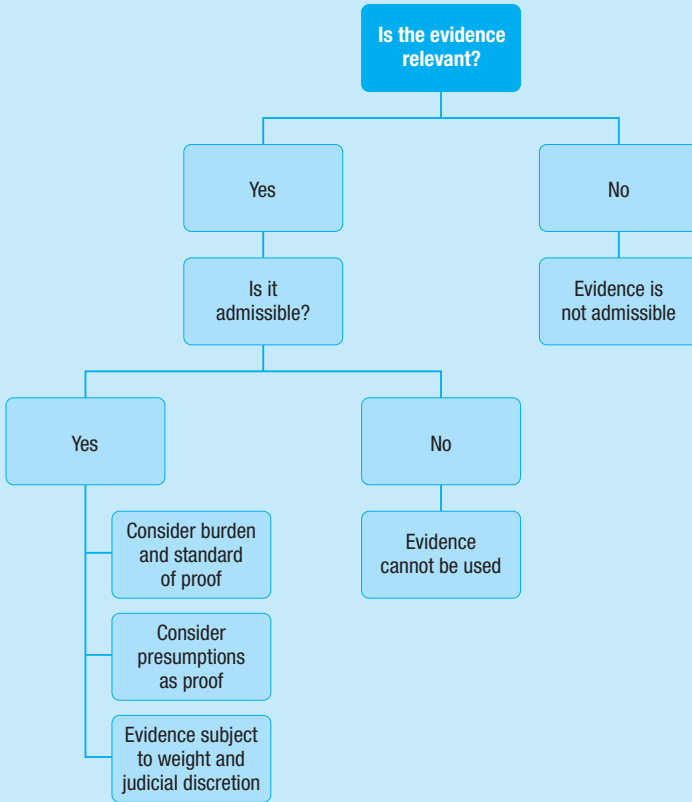 Is the evidence
relevant?
Yes
No
Is it
admissible?
Evidence is
not admissible
Yes
No
Consider burden
and standard
of proof
Evidence
cannot be used
Consider
presumptions
as proof
Evidence subject
to weight and
judicial discretion